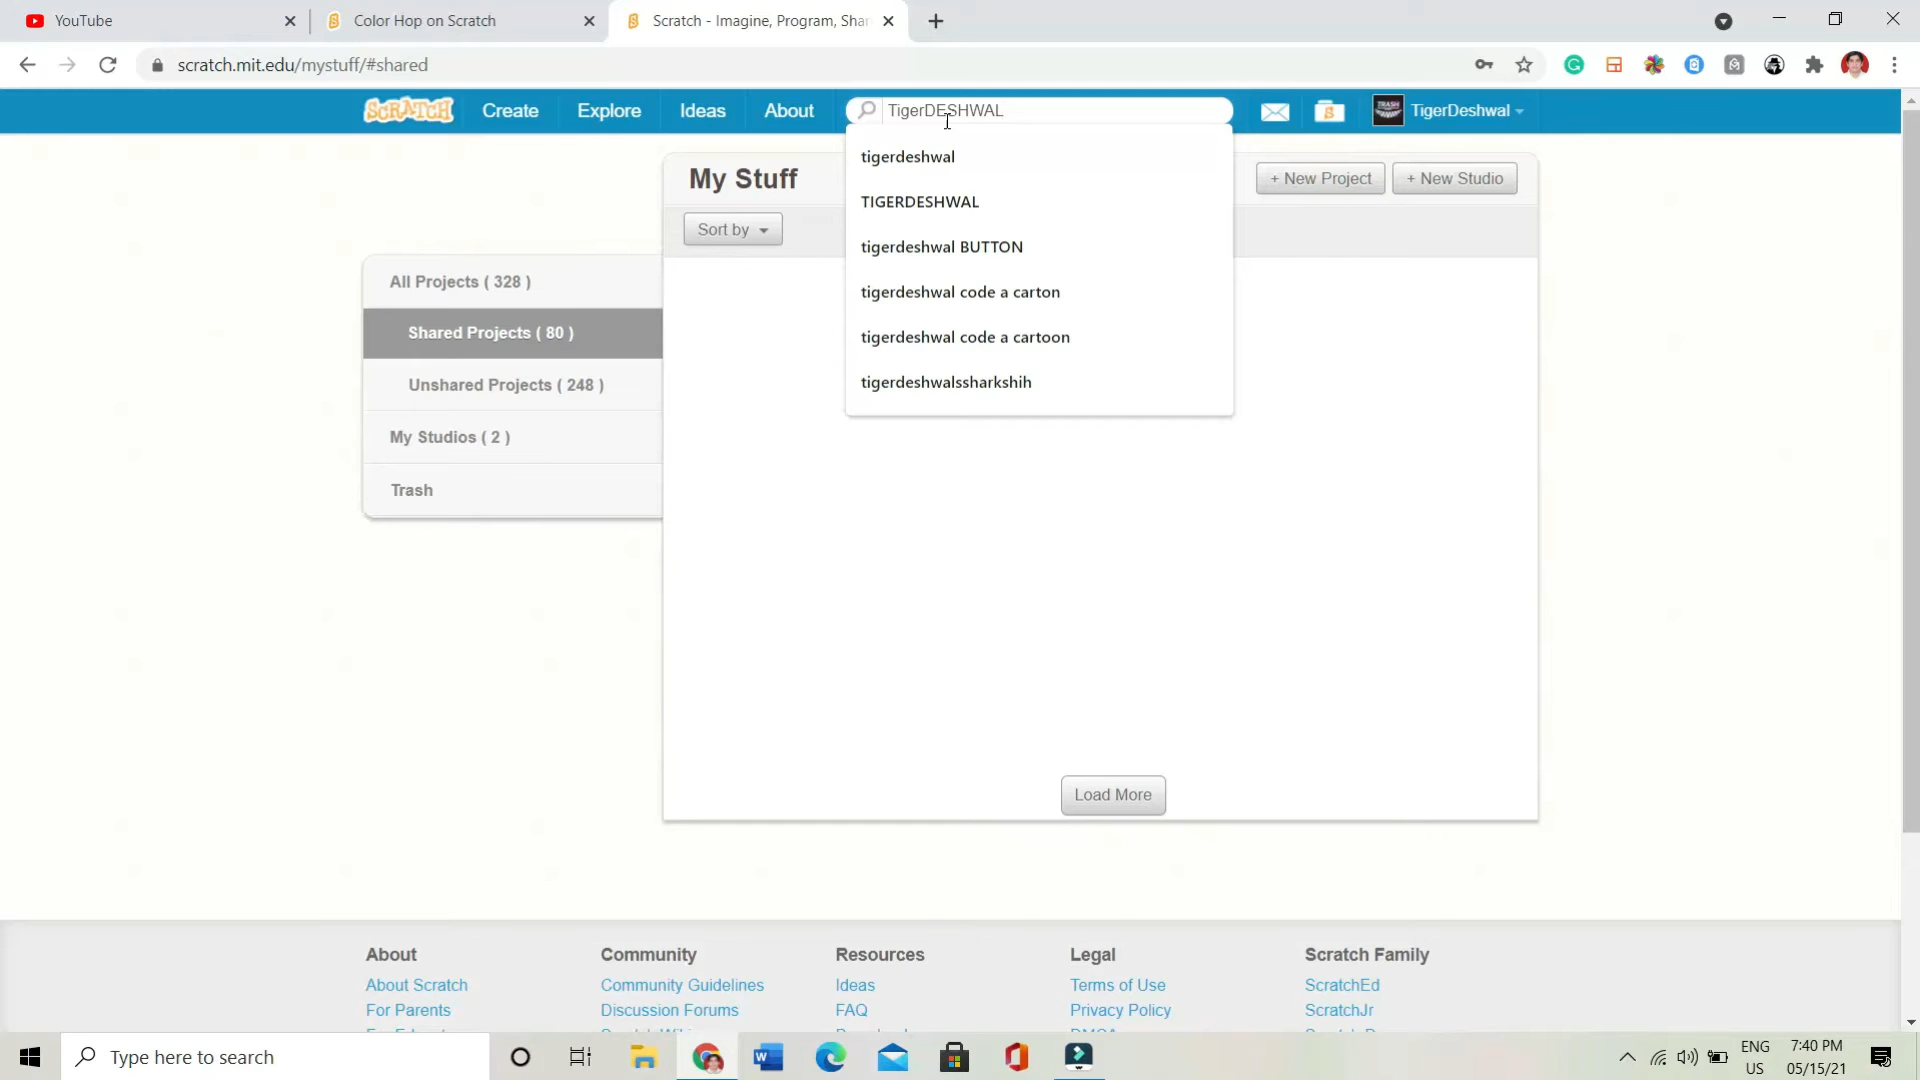 YouTube
Color Hop on Scratch
Scratch - Imagine, Program, Shar
scratch.mit.edu/mystuff/#shared
SCRATCH
Create
Explore
Ideas
About
TigerDESHWAL
TigerDeshwal
tigerdeshwal
TIGERDESHWAL
tigerdeshwal BUTTON
tigerdeshwal code a carton
tigerdeshwal code a cartoon
tigerdeshwalssharkshih
My Stuff
+ New Project
+ New Studio
Sort by
All Projects ( 328 )
Shared Projects ( 80 )
Unshared Projects ( 248 )
My Studios ( 2 )
Trash
Load More
About
Community
Resources
Legal
Scratch Family
About Scratch
Community Guidelines
Ideas
Terms of Use
ScratchEd
For Parents
Discussion Forums
FAQ
Privacy Policy
ScratchJr
Type here to search
ENG
US
7:40 PM
05/15/21